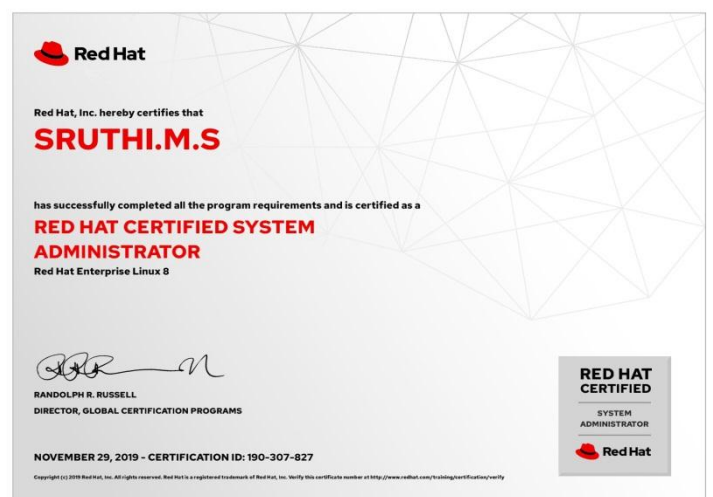 Red Hat
Red Hat, Inc. hereby certifies that
SRUTHI.M.S
has successfully completed all the program requirements and is certified as a
RED HAT CERTIFIED SYSTEM
ADMINISTRATOR
Red Hat Enterprise Linux 8
RANDOLPH R. RUSSELL
DIRECTOR, GLOBAL CERTIFICATION PROGRAMS
NOVEMBER 29, 2019 - CERTIFICATION ID: 190-307-827
Copyright (c) 2019 Red Hat, Inc. All rights reserved. Red Hat is a registered trademark of Red Hat, Inc. Verify this certificate number at http://www.redhat.com/training/certification/verify
RED HAT
CERTIFIED
SYSTEM
ADMINISTRATOR
Red Hat